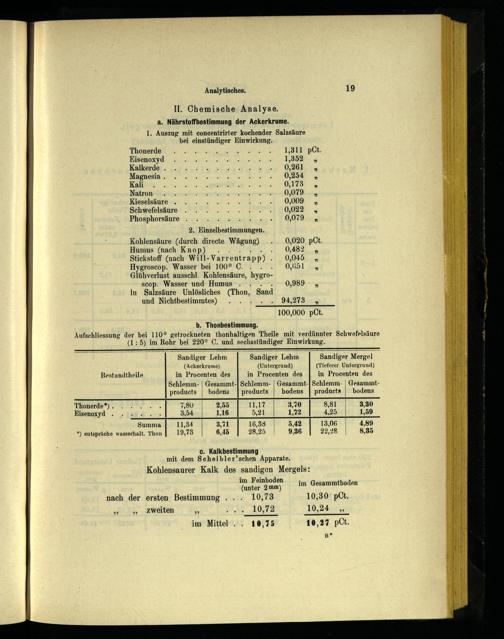 Analytisches. 19
II. Chemische Analyse.
a. Nährstoffbestimmung der Ackerkrume.
1. Auszug mit concentrirter kochender Salzsäure
bei einstündiger Einwirkung.
Thonerde . . . . . . . . . . 1,311 pCt.
Eisenoxyd . . . . . . . . . . 1,352 „
Kalkerde . . . . . . . . . . 0,261 „
Magnesia . . . . . . . . . . 0,254 „
Kali . . . . . . . . . . 0,173 „
Natron . . . . . . . . . . 0,079 „
Kieselsäure . . . . . . . . . 0,009 „
Schwefelsäure . . . . . . . . 0,022 „
Phosphorsäure . . . . . . . . 0,079 „
2. Einzelbestimmungen.
Kohlensäure (durch directe Wägung) . 0,020 pCt.
Humus (nach Knop) . . . . . . 0,482 „
Stickstoff (nach Will-Varrentrapp) . 0,045 „
Hygroscop. Wasser bei 100° C. . . . 0,651 „
Glühverlust ausschl. Kohlensäure, hygro-
scop. Wasser und Humus . . . . 0,989 „
in Salzsäure Unlösliches (Thon, Sand
und Nichtbestimmtes) . . . . . 94,273 „
100,000 pCt.
b. Thonbestimmung.
Aufschliessung der bei 110° getrockneten thonhaltigen Theile mit verdünnter Schwefelsäure
(1 : 5) im Rohr bei 220° C. und sechsstündiger Einwirkung.
Bestandtheile Sandiger Lehm Sandiger Lehm Sandiger Mergel
(Ackerkrume) (Untergrund) (Tieferer Untergrund)
in Procenten des in Procenten des in Procenten des
Schlemm- Gesammt- Schlemm- Gesammt- Schlemm- Gesammt-
products bodens products bodens products bodens
Thonerde*) . . . . . . 7,80 2,55 11,17 3,70 8,81 3,30
Eisenoxyd . . . . . . 3,54 1,16 5,21 1,72 4,25 1,59
Summa 11,34 3,71 16,38 5,42 13,06 4,89
*) entspräche wasserhalt. Thon 19,73 6,45 28,25 9,36 22,28 8,35
c. Kalkbestimmung
mit dem Scheibler'schen Apparate.
Kohlensaurer Kalk des sandigen Mergels:
im Feinboden im Gesammtboden
(unter 2mm)
nach der ersten Bestimmung . . . 10,73 10,30 pCt.
„ „ zweiten „ . . . 10,72 10,24 „
im Mittel . . 10,75 10,27 pCt.
B*